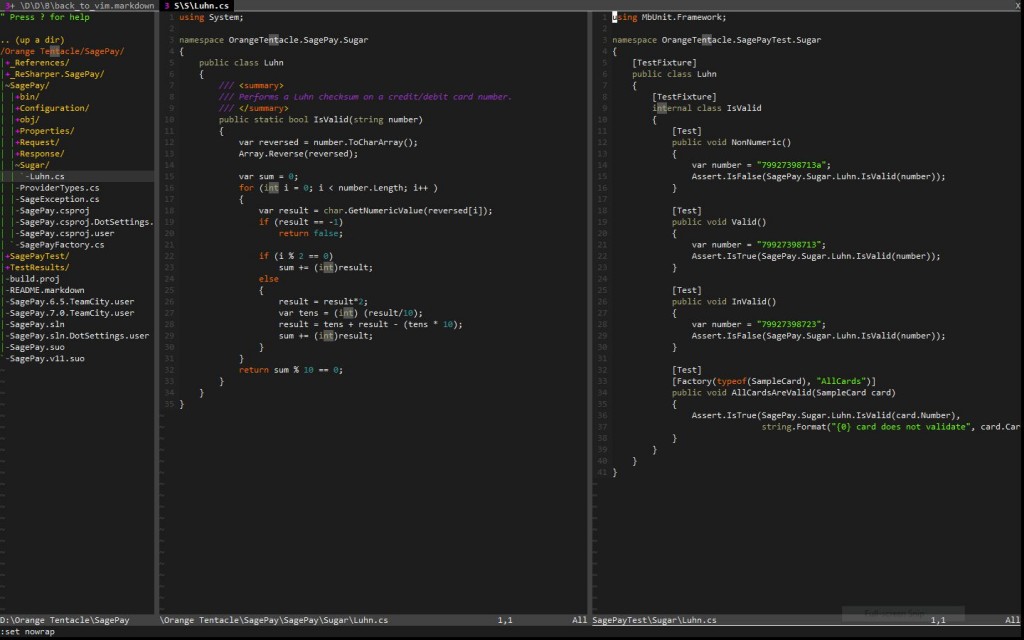 3+ \D\D\B\back_to_vim.markdown  3 S\S\Luhn.cs  X
" Press ? for help
.. (up a dir)
/Orange Tentacle/SagePay/
|+_References/
|+_ReSharper.SagePay/
|~SagePay/
| |+bin/
| |+Configuration/
| |+obj/
| |+Properties/
| |+Request/
| |+Response/
| |~Sugar/
| | `-Luhn.cs
| |-ProviderTypes.cs
| |-SageException.cs
| |-SagePay.csproj
| |-SagePay.csproj.DotSettings.
| |-SagePay.csproj.user
| `-SagePayFactory.cs
|+SagePayTest/
|+TestResults/
|-build.proj
|-README.markdown
|-SagePay.6.5.TeamCity.user
|-SagePay.7.0.TeamCity.user
|-SagePay.sln
|-SagePay.sln.DotSettings.user
|-SagePay.suo
`-SagePay.v11.suo
1 using System;
2
3 namespace OrangeTentacle.SagePay.Sugar
4 {
5     public class Luhn
6     {
7         /// <summary>
8         /// Performs a Luhn checksum on a credit/debit card number.
9         /// </summary>
10         public static bool IsValid(string number)
11         {
12             var reversed = number.ToCharArray();
13             Array.Reverse(reversed);
14
15             var sum = 0;
16             for (int i = 0; i < number.Length; i++ )
17             {
18                 var result = char.GetNumericValue(reversed[i]);
19                 if (result == -1)
20                     return false;
21
22                 if (i % 2 == 0)
23                     sum += (int)result;
24                 else
25                 {
26                     result = result*2;
27                     var tens = (int) (result/10);
28                     result = tens + result - (tens * 10);
29                     sum += (int)result;
30                 }
31             }
32             return sum % 10 == 0;
33         }
34     }
35 }
1 using MbUnit.Framework;
2
3 namespace OrangeTentacle.SagePayTest.Sugar
4 {
5     [TestFixture]
6     public class Luhn
7     {
8         [TestFixture]
9         internal class IsValid
10         {
11             [Test]
12             public void NonNumeric()
13             {
14                 var number = "79927398713a";
15                 Assert.IsFalse(SagePay.Sugar.Luhn.IsValid(number));
16             }
17
18             [Test]
19             public void Valid()
20             {
21                 var number = "79927398713";
22                 Assert.IsTrue(SagePay.Sugar.Luhn.IsValid(number));
23             }
24
25             [Test]
26             public void InValid()
27             {
28                 var number = "79927398723";
29                 Assert.IsFalse(SagePay.Sugar.Luhn.IsValid(number));
30             }
31
32             [Test]
33             [Factory(typeof(SampleCard), "AllCards")]
34             public void AllCardsAreValid(SampleCard card)
35             {
36                 Assert.IsTrue(SagePay.Sugar.Luhn.IsValid(card.Number),
37                               string.Format("{0} card does not validate", card.Car
38             }
39         }
40     }
41 }
D:\Orange Tentacle\SagePay  \Orange Tentacle\SagePay\SagePay\Sugar\Luhn.cs  1,1  All  SagePayTest\Sugar\Luhn.cs  1,1  All
:set nowrap